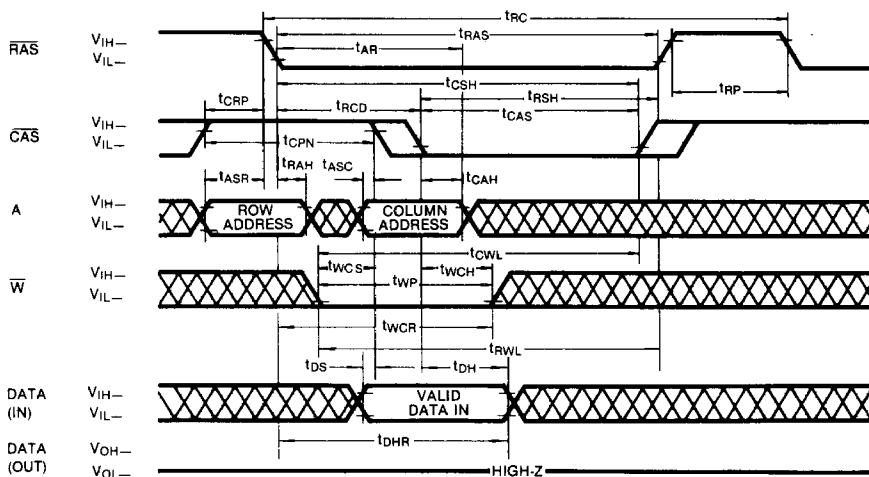 tRC
RAS VIH— tAR tRAS
VIL—
tCSH
tCRP tRCD tRSH tRP
CAS VIH— tCPN tCAS
VIL—
tASR tRAH tASC tCAH
A VIH— ROW ADDRESS COLUMN ADDRESS
VIL—
tCWL
W VIH— tWCS tWP tWCH
VIL—
tWCR
tRWL
tDS tDH
DATA (IN) VIH— VALID DATA IN
VIL—
tDHR
DATA (OUT) VOH—
VOL— HIGH-Z